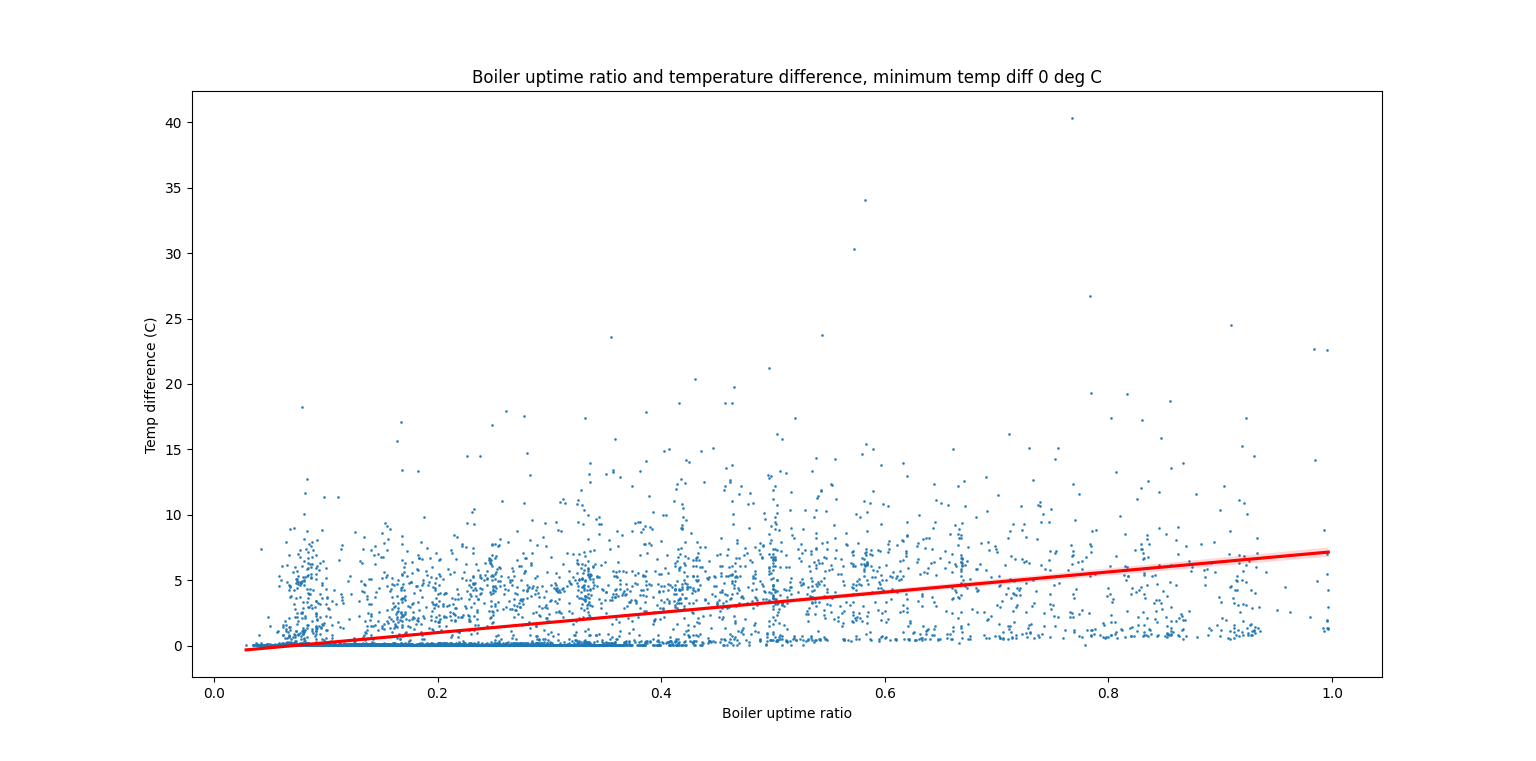 Boiler uptime ratio and temperature difference, minimum temp diff 0 deg C
Temp difference (C)
40
35
30
25
20
15
10
5
0
0.0 0.2 0.4 0.6 0.8 1.0
Boiler uptime ratio